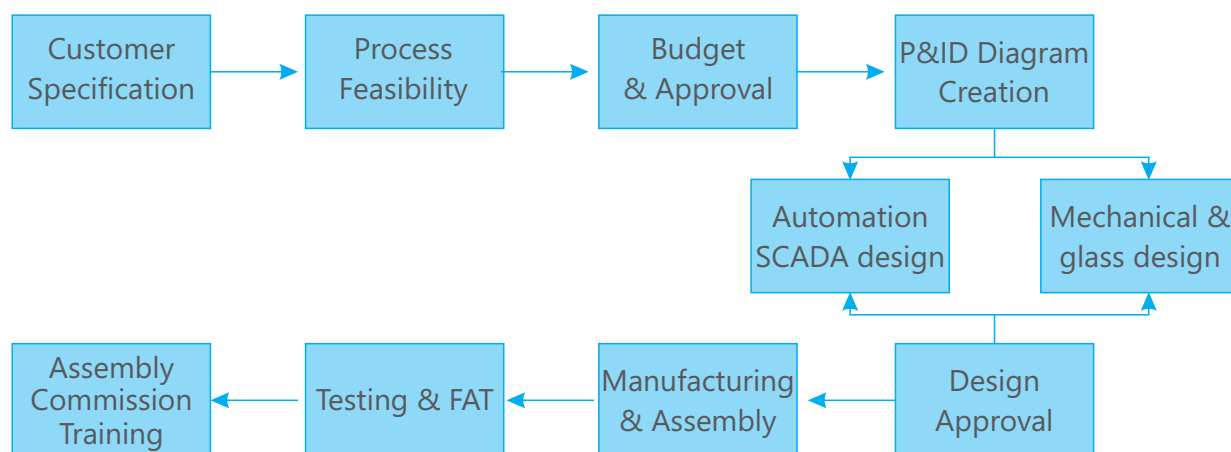 Customer
Specification
Process
Feasibility
Budget
& Approval
P&ID Diagram
Creation
Automation
SCADA design
Mechanical &
glass design
Assembly
Commission
Training
Testing & FAT
Manufacturing
& Assembly
Design
Approval